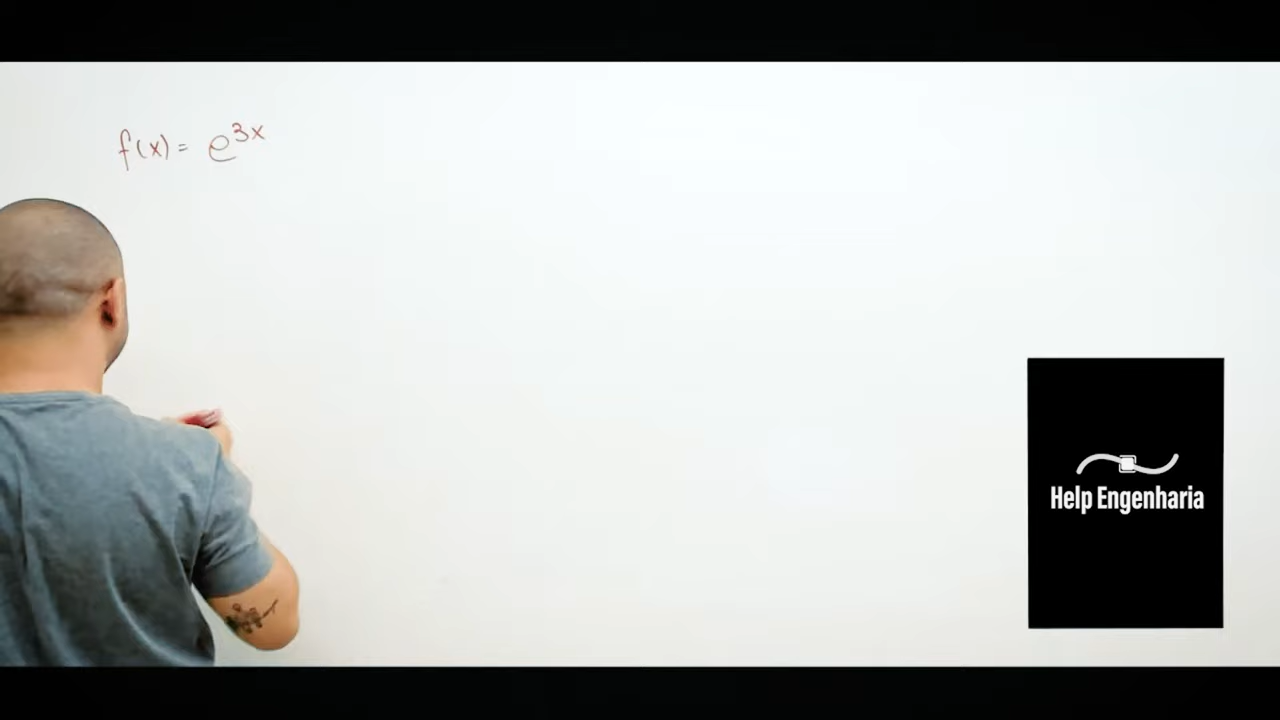 f(x) = e^{3x}
Help Engenharia